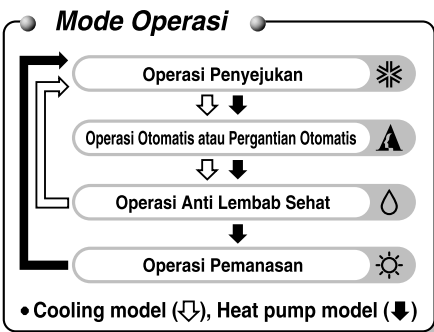 Mode Operasi
Operasi Penyejukan
Operasi Otomatis atau Pergantian Otomatis
Operasi Anti Lembab Sehat
Operasi Pemanasan
• Cooling model (⇩), Heat pump model (⬇)